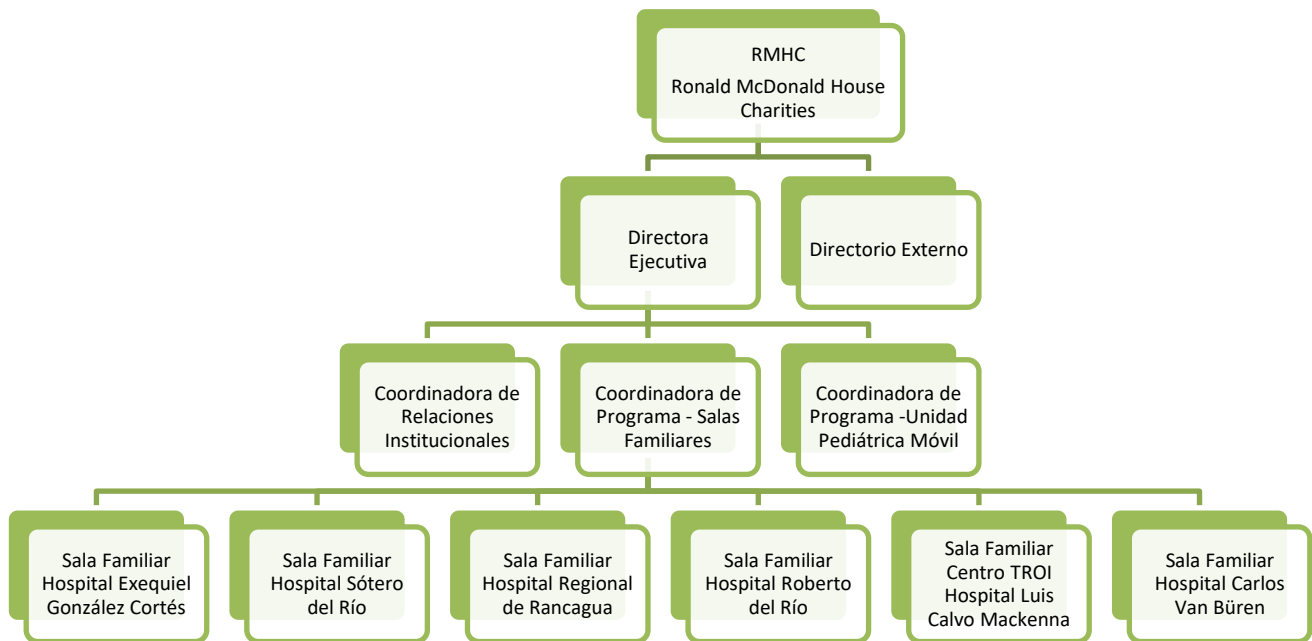 RMHC
Ronald McDonald House
Charities
Directora
Ejecutiva
Directorio Externo
Coordinadora de
Relaciones
Institucionales
Coordinadora de
Programa - Salas
Familiares
Coordinadora de
Programa -Unidad
Pediátrica Móvil
Sala Familiar
Hospital Exequiel
González Cortés
Sala Familiar
Hospital Sótero
del Río
Sala Familiar
Hospital Regional
de Rancagua
Sala Familiar
Hospital Roberto
del Río
Sala Familiar
Centro TROI
Hospital Luis
Calvo Mackenna
Sala Familiar
Hospital Carlos
Van Büren